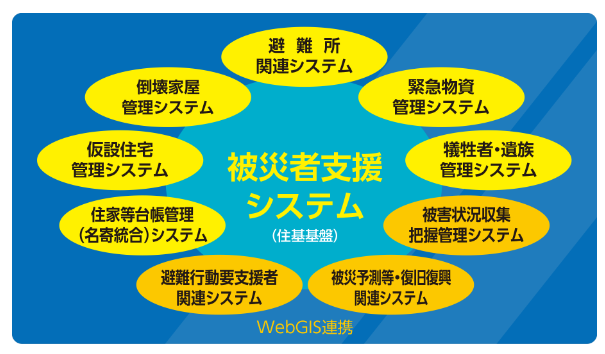 避難所
関連システム
倒壊家屋
管理システム
緊急物資
管理システム
仮設住宅
管理システム
被災者支援
システム
（住基基盤）
犠牲者・遺族
管理システム
住家等台帳管理
（名寄統合）システム
被害状況収集
把握管理システム
避難行動要支援者
関連システム
被災予測等・復旧復興
関連システム
WebGIS連携